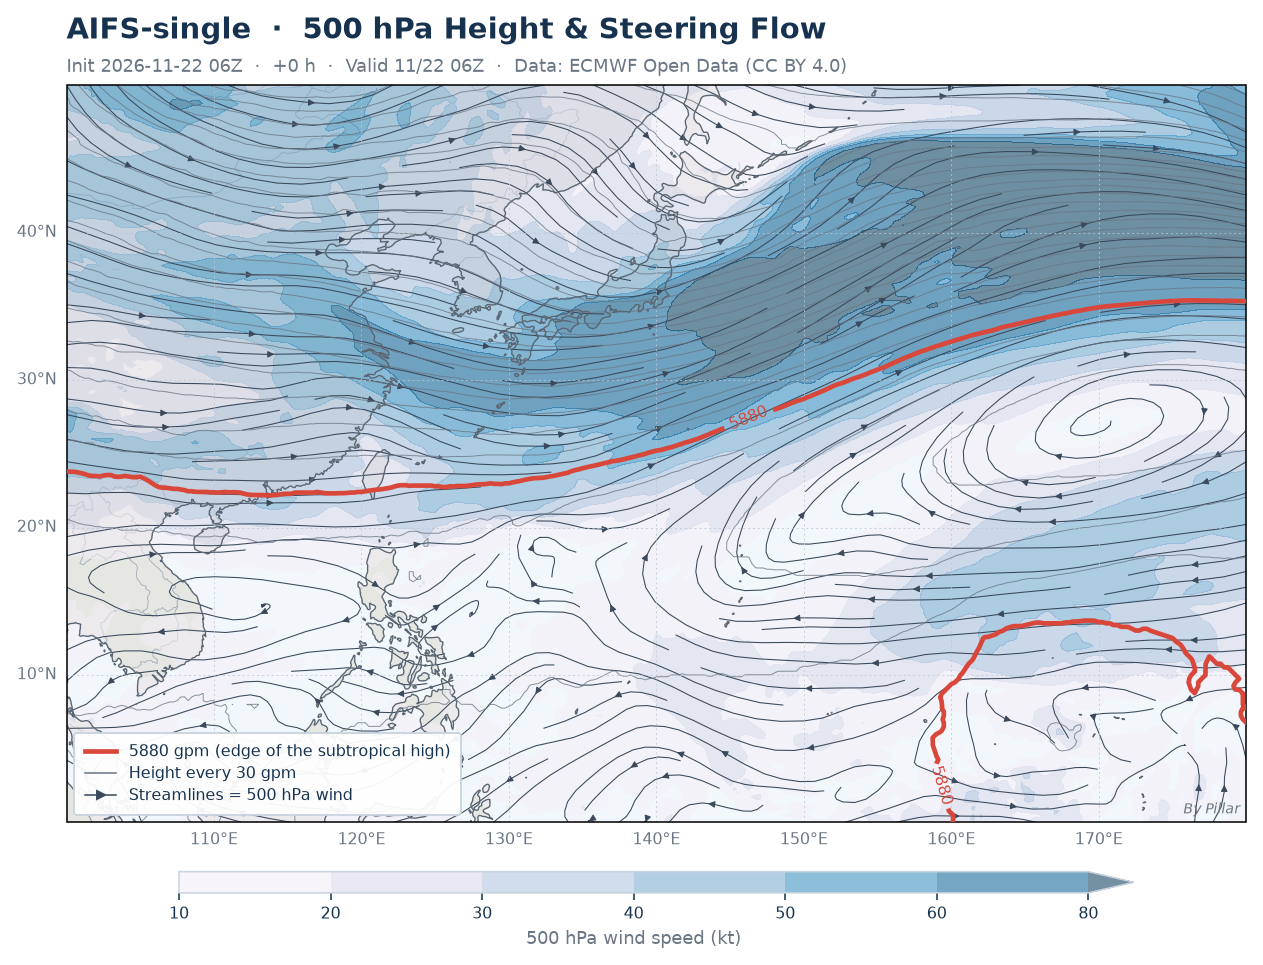 AIFS-single · 500 hPa Height & Steering Flow
Init 2026-11-22 06Z · +0 h · Valid 11/22 06Z · Data: ECMWF Open Data (CC BY 4.0)
40°N
30°N
20°N
10°N
5880
5880
5880 gpm (edge of the subtropical high)
Height every 30 gpm
Streamlines = 500 hPa wind
By Pillar
110°E 120°E 130°E 140°E 150°E 160°E 170°E
10 20 30 40 50 60 80
500 hPa wind speed (kt)